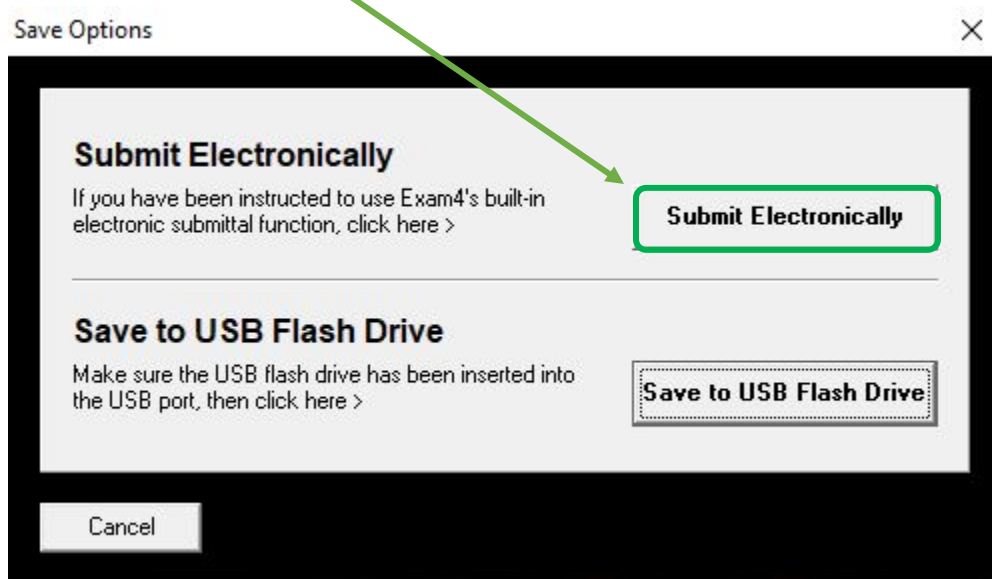 Save Options
Submit Electronically
If you have been instructed to use Exam4's built-in
electronic submittal function, click here >
Submit Electronically
Save to USB Flash Drive
Make sure the USB flash drive has been inserted into
the USB port, then click here >
Save to USB Flash Drive
Cancel